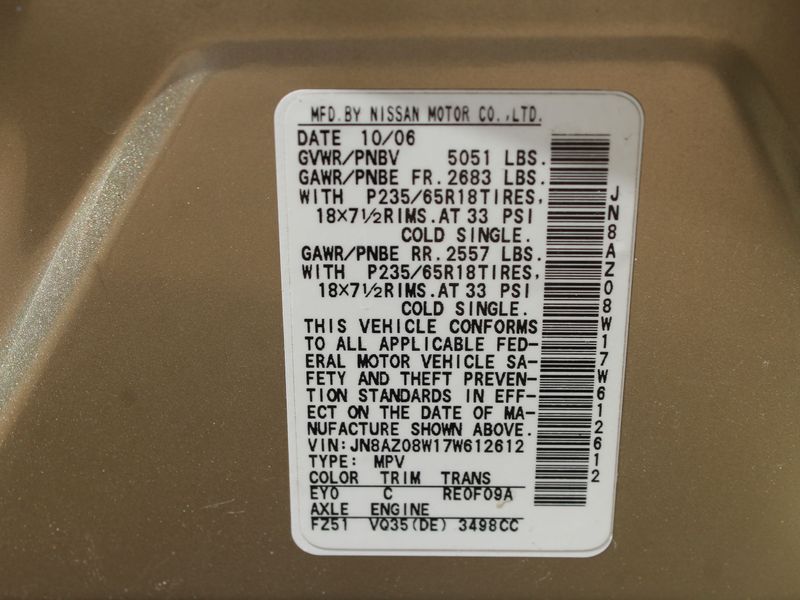 MFD.BY NISSAN MOTOR CO.,LTD.
DATE 10/06
GVWR/PNBV 5051 LBS.
GAWR/PNBE FR.2683 LBS.
WITH P235/65R18TIRES,
18×7½RIMS.AT 33 PSI
COLD SINGLE.
GAWR/PNBE RR.2557 LBS.
WITH P235/65R18TIRES,
18×7½RIMS.AT 33 PSI
COLD SINGLE.
THIS VEHICLE CONFORMS
TO ALL APPLICABLE FED-
ERAL MOTOR VEHICLE SA-
FETY AND THEFT PREVEN-
TION STANDARDS IN EFF-
ECT ON THE DATE OF MA-
NUFACTURE SHOWN ABOVE.
VIN:JN8AZ08W17W612612
TYPE: MPV
COLOR TRIM TRANS
EY0 C RE0F09A
AXLE ENGINE
FZ51 VQ35(DE) 3498CC
JN8AZ08W17W612612